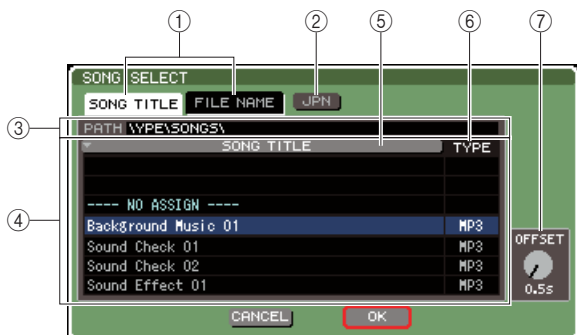 ① ② ⑤ ⑥ ⑦
SONG SELECT
SONG TITLE FILE NAME JPN
③ PATH \YPE\SONGS\
SONG TITLE TYPE
④ ---- NO ASSIGN ----
Background Music 01 MP3
Sound Check 01 MP3
Sound Check 02 MP3
Sound Effect 01 MP3
OFFSET
0.5s
CANCEL OK